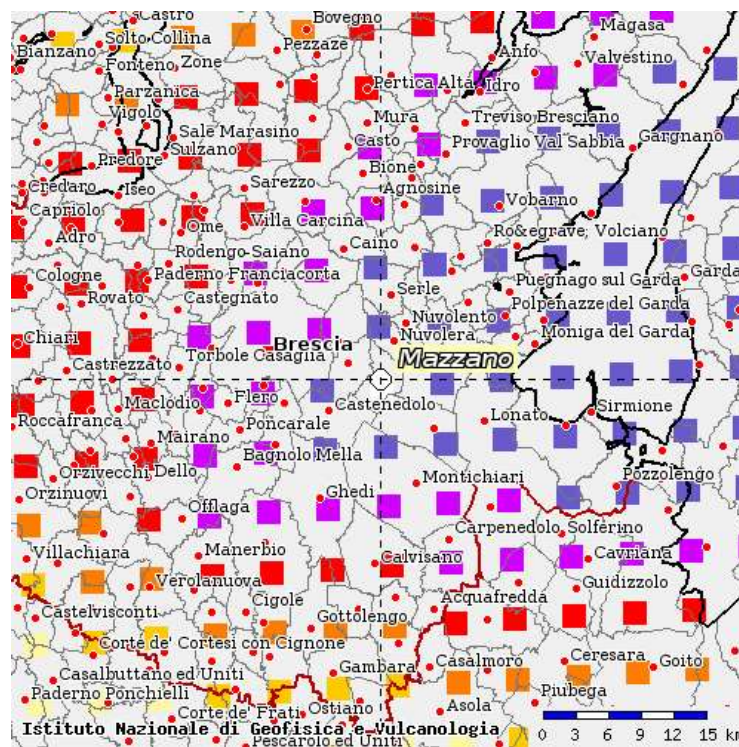 Castro
Bovegno
Magasa
Solto Collina
Bianzano
Pezzaze
Anfo
Fonteno
Zone
Valvestino
Parzanica
Pertica Alta
Idro
Vigolo
Mura
Treviso Bresciano
Sale Marasino
Gargnano
Sulzano
Casto
Provaglio Val Sabbia
Predore
Bione
Credaro
Iseo
Sarezzo
Agnosine
Capriolo
Vobarno
Ome
Villa Carcina
Adro
Ro&egrave; Volciano
Rodengo-Saiano
Caino
Cologne
Paderno Franciacorta
Garda
Puegnago sul Garda
Rovato
Castegnato
Serle
Polpenazze del Garda
Nuvolento
Chiari
Nuvolera
Moniga del Garda
Brescia
Torbole Casaglia
Mazzano
Castrezzato
Maclodio
Flero
Castenedolo
Sirmione
Roccafranca
Lonato
Poncarale
Mairano
Bagnolo Mella
Orzivecchi
Dello
Montichiari
Pozzolengo
Orzinuovi
Ghedi
Offlaga
Carpenedolo
Solferino
Villachiara
Manerbio
Calvisano
Cavriana
Verolanuova
Guidizzolo
Cigole
Acquafredda
Castelvisconti
Gottolengo
Corte de' Cortesi con Cignone
Casalbuttano ed Uniti
Gambara
Casalmoro
Ceresara
Goito
Paderno Ponchielli
Piubega
Corte de' Frati
Ostiano
Asola
Istituto Nazionale di Geofisica e Vulcanologia
0 3 6 9 12 15 km
Pescarolo ed Uniti